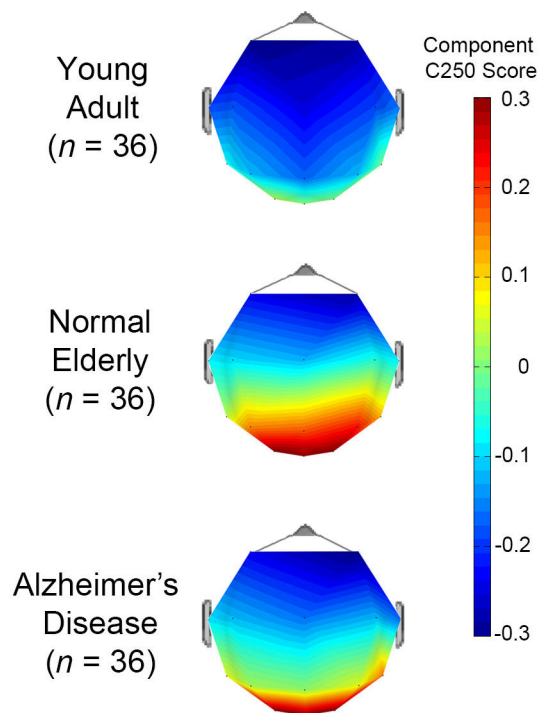 Component
C250 Score
Young
Adult
(n = 36)
0.3
0.2
0.1
0
-0.1
-0.2
-0.3
Normal
Elderly
(n = 36)
Alzheimer’s
Disease
(n = 36)